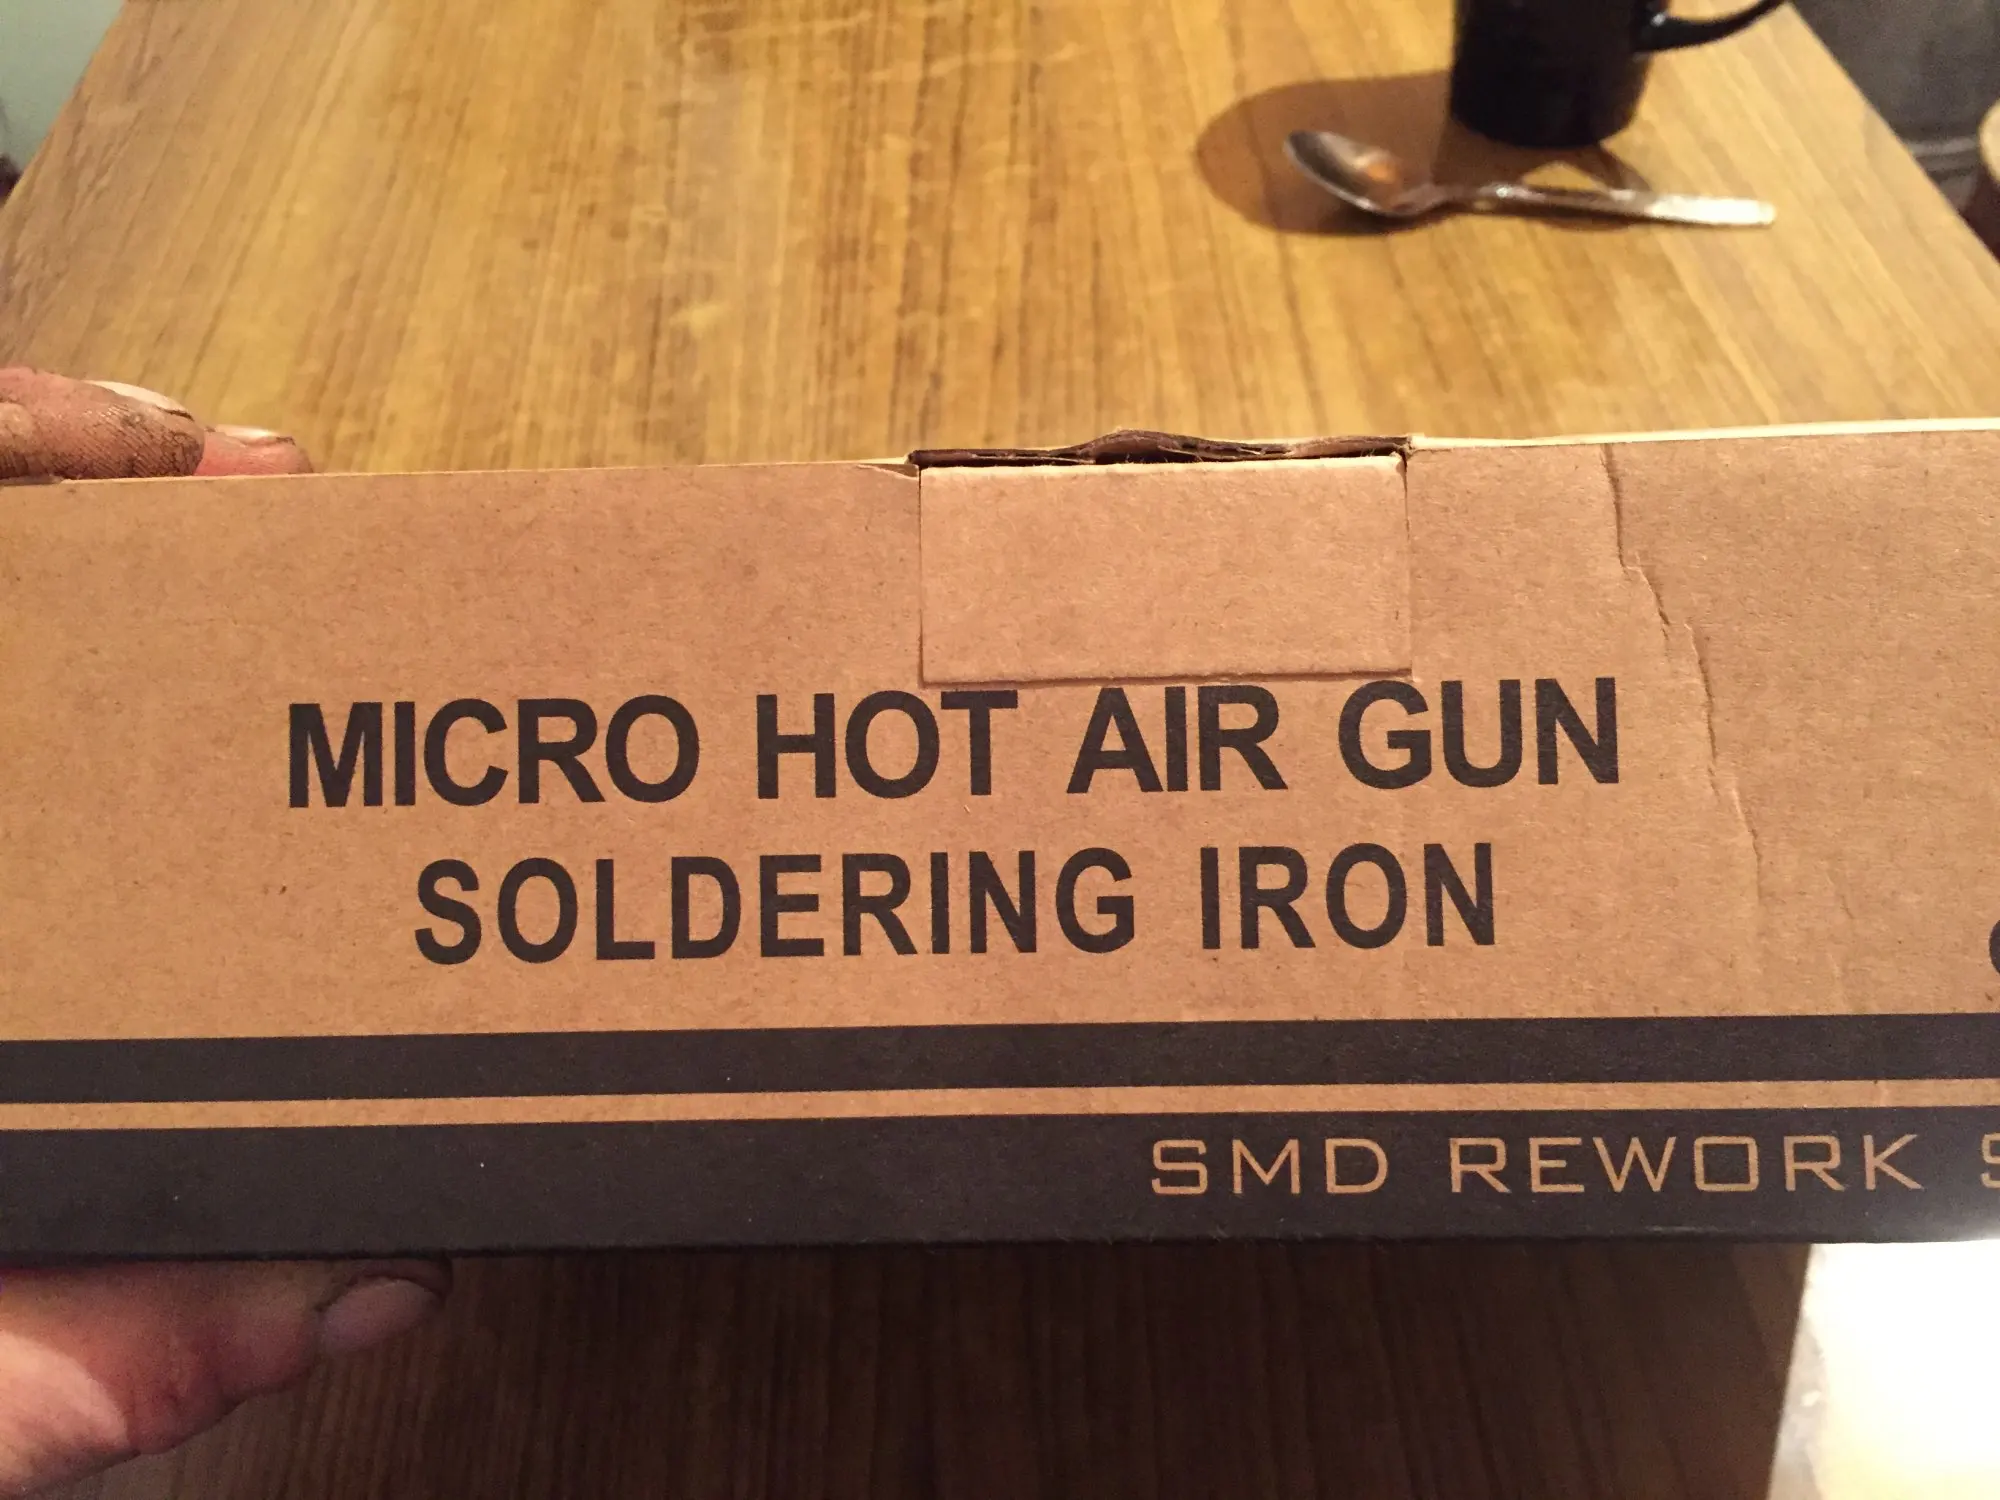 MICRO HOT AIR GUN
SOLDERING IRON
SMD REWORK